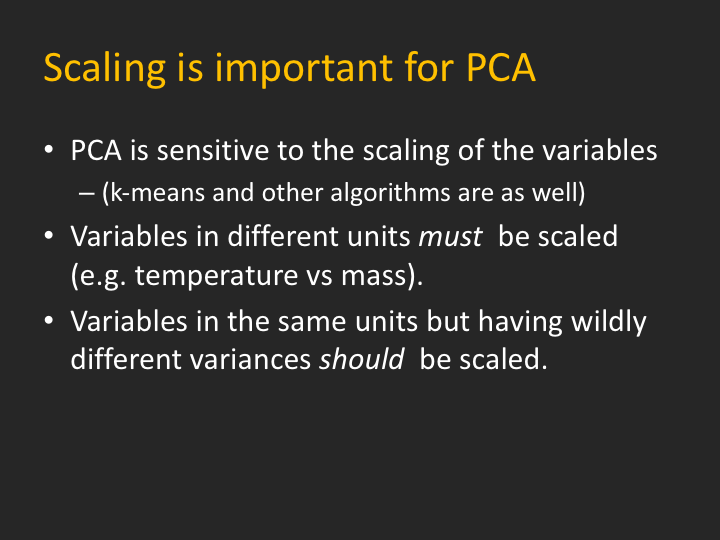 Scaling is important for PCA
• PCA is sensitive to the scaling of the variables
– (k-means and other algorithms are as well)
• Variables in different units must be scaled
(e.g. temperature vs mass).
• Variables in the same units but having wildly
different variances should be scaled.